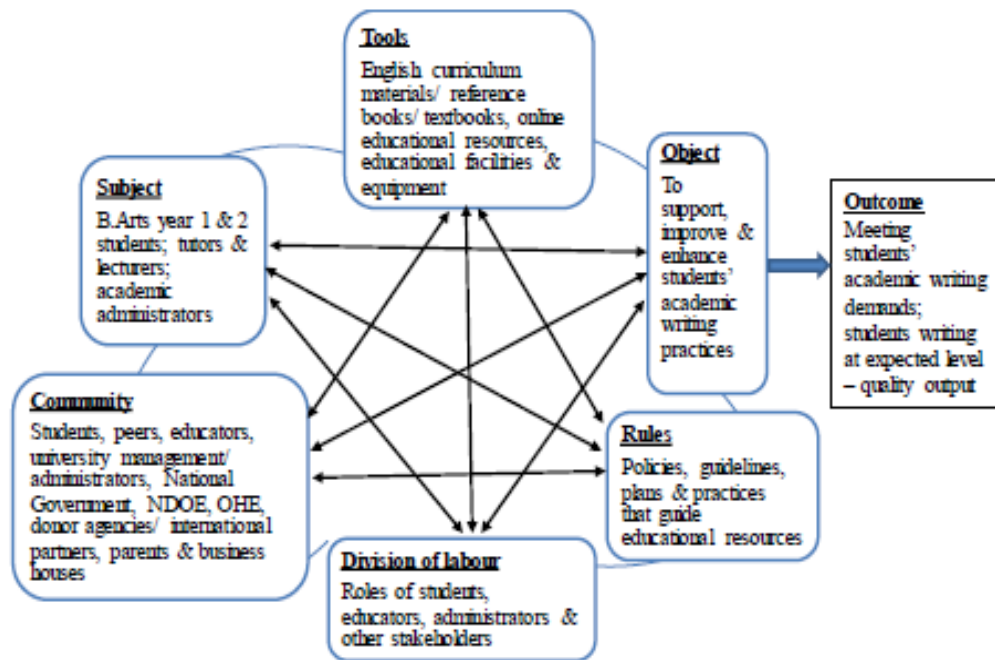 Tools
English curriculum
materials/ reference
books/ textbooks, online
educational resources,
educational facilities &
equipment
Subject
B.Arts year 1 & 2
students; tutors &
lecturers;
academic
administrators
Object
To
support,
improve &
enhance
students’
academic
writing
practices
Outcome
Meeting
students’
academic writing
demands;
students writing
at expected level
– quality output
Community
Students, peers, educators,
university management/
administrators, National
Government, NDOE, OHE,
donor agencies/ international
partners, parents & business
houses
Rules
Policies, guidelines,
plans & practices
that guide
educational resources
Division of labour
Roles of students,
educators, administrators &
other stakeholders